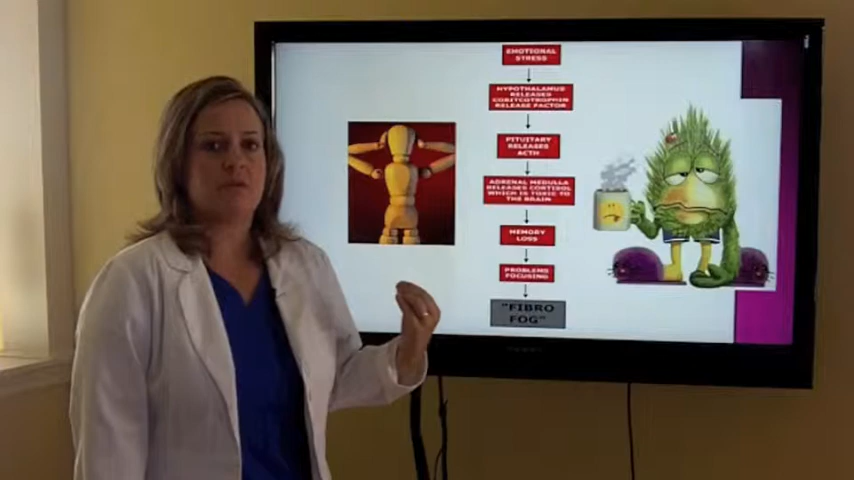 EMOTIONAL
STRESS
HYPOTHALAMUS
RELEASES
CORITCOTROPHIN
RELEASE FACTOR
PITUITARY
RELEASES
ACTH
ADRENAL MEDULLA
RELEASES CORTISOL
WHICH IS TOXIC TO
THE BRAIN
MEMORY
LOSS
PROBLEMS
FOCUSING
"FIBRO
FOG"